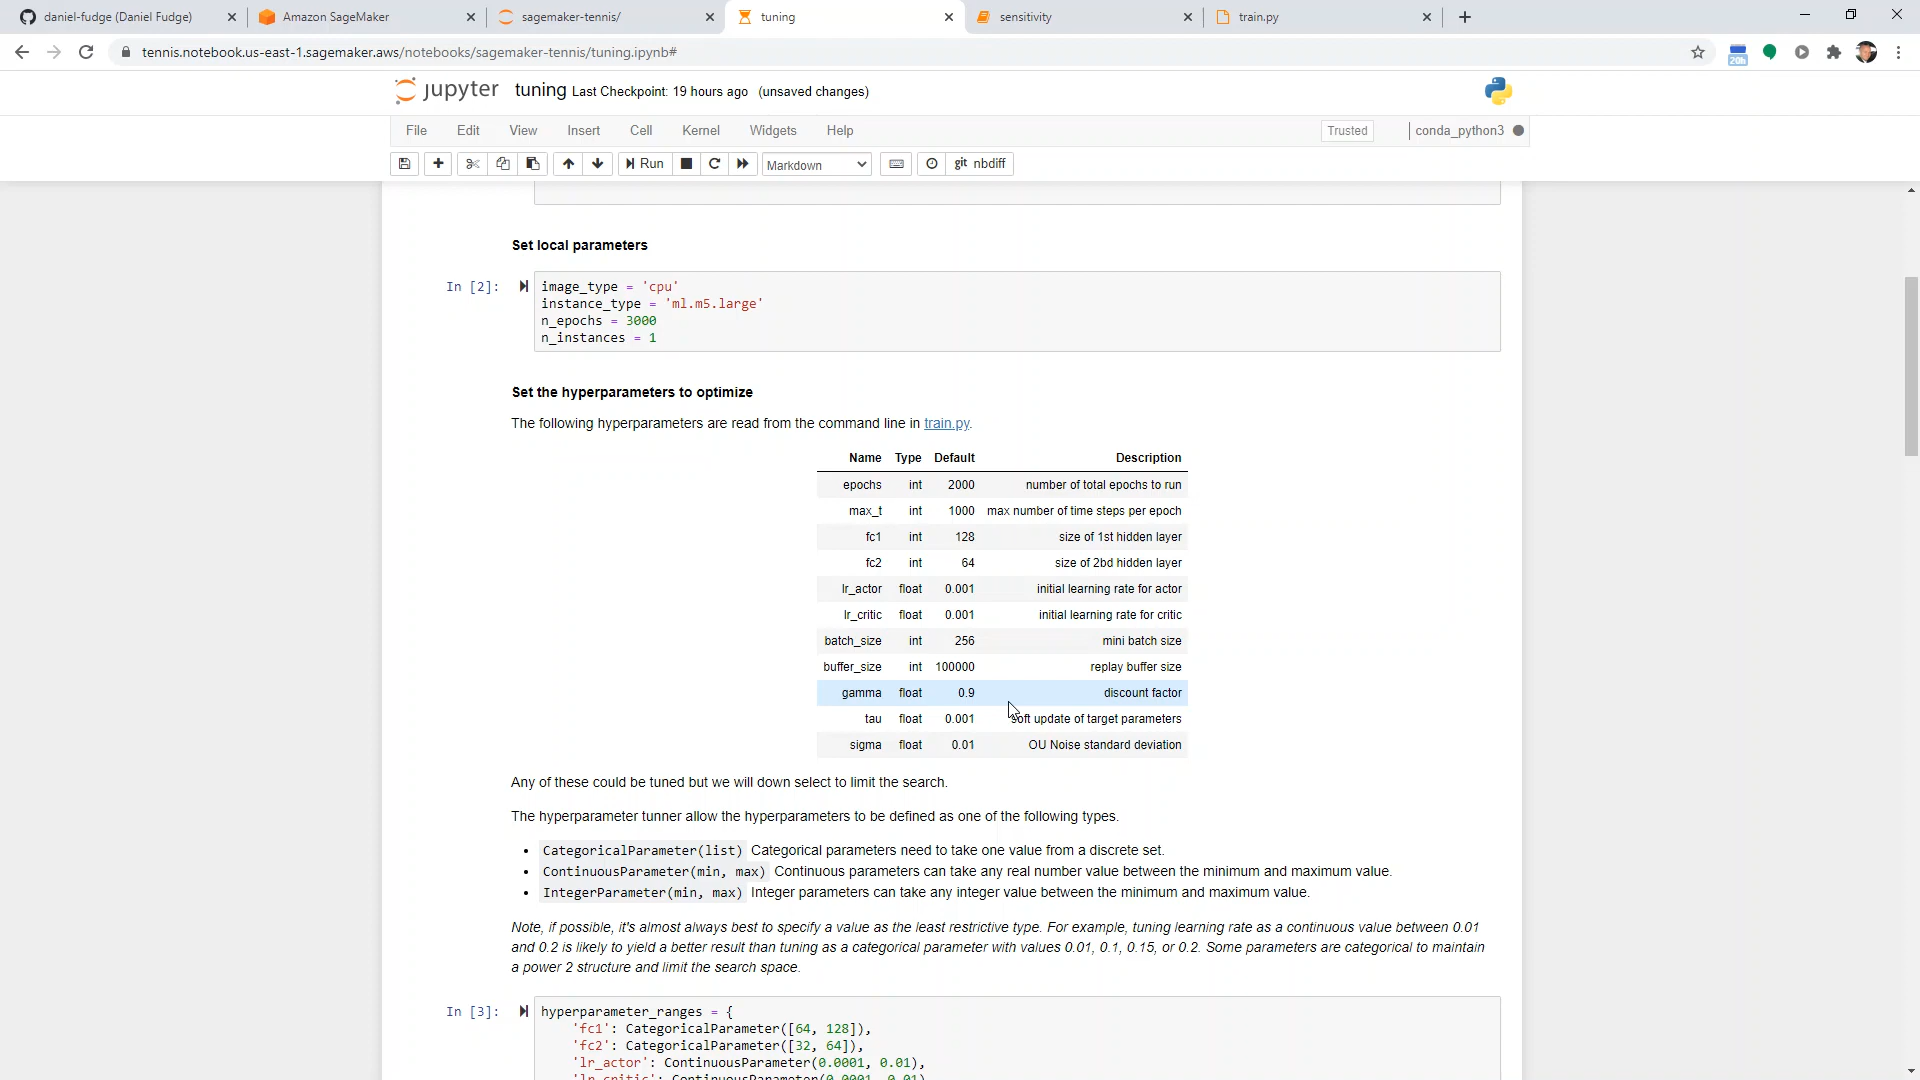 daniel-fudge (Daniel Fudge)
Amazon SageMaker
sagemaker-tennis/
tuning
sensitivity
train.py
tennis.notebook.us-east-1.sagemaker.aws/notebooks/sagemaker-tennis/tuning.ipynb#
20h
jupyter tuning Last Checkpoint: 19 hours ago (unsaved changes)
File Edit View Insert Cell Kernel Widgets Help Trusted conda_python3
Run Markdown git nbdiff
Set local parameters
In [2]: image_type = 'cpu'
instance_type = 'ml.m5.large'
n_epochs = 3000
n_instances = 1
Set the hyperparameters to optimize
The following hyperparameters are read from the command line in train.py.
Name Type Default Description
epochs int 2000 number of total epochs to run
max_t int 1000 max number of time steps per epoch
fc1 int 128 size of 1st hidden layer
fc2 int 64 size of 2bd hidden layer
lr_actor float 0.001 initial learning rate for actor
lr_critic float 0.001 initial learning rate for critic
batch_size int 256 mini batch size
buffer_size int 100000 replay buffer size
gamma float 0.9 discount factor
tau float 0.001 soft update of target parameters
sigma float 0.01 OU Noise standard deviation
Any of these could be tuned but we will down select to limit the search.
The hyperparameter tunner allow the hyperparameters to be defined as one of the following types.
• CategoricalParameter(list) Categorical parameters need to take one value from a discrete set.
• ContinuousParameter(min, max) Continuous parameters can take any real number value between the minimum and maximum value.
• IntegerParameter(min, max) Integer parameters can take any integer value between the minimum and maximum value.
Note, if possible, it's almost always best to specify a value as the least restrictive type. For example, tuning learning rate as a continuous value between 0.01
and 0.2 is likely to yield a better result than tuning as a categorical parameter with values 0.01, 0.1, 0.15, or 0.2. Some parameters are categorical to maintain
a power 2 structure and limit the search space.
In [3]: hyperparameter_ranges = {
'fc1': CategoricalParameter([64, 128]),
'fc2': CategoricalParameter([32, 64]),
'lr_actor': ContinuousParameter(0.0001, 0.01),
'lr_critic': ContinuousParameter(0.0001, 0.01)